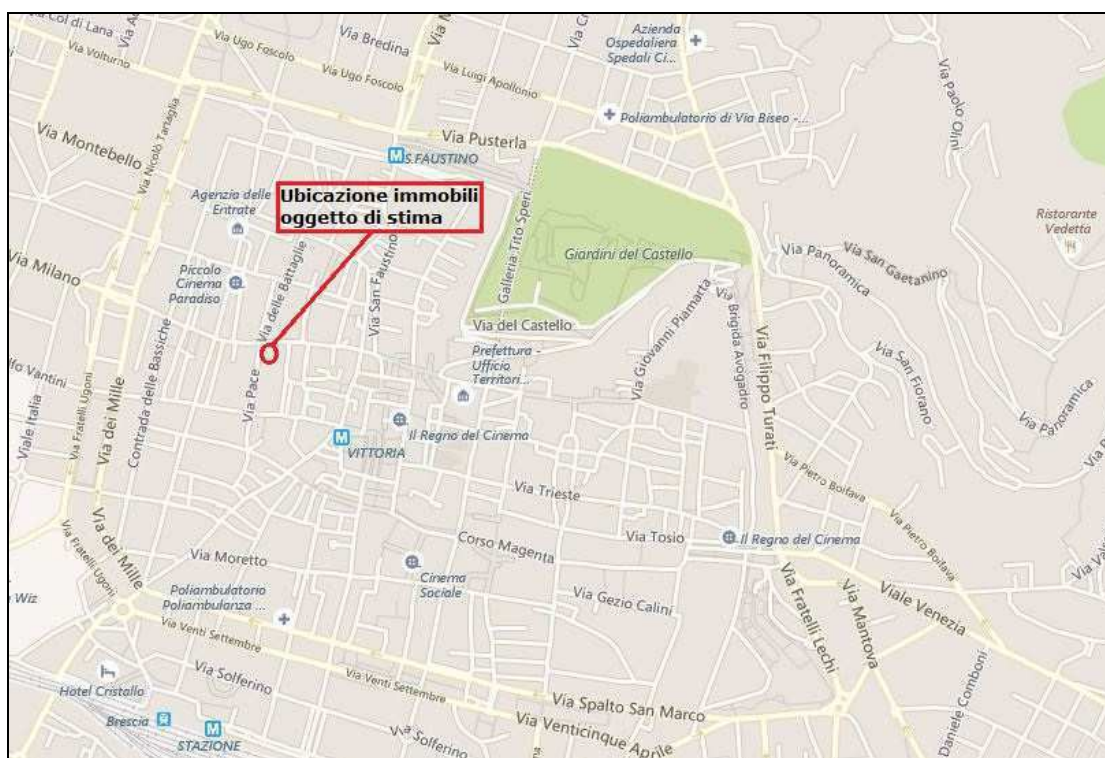 Via Col di Lana
Via Volturno
Via Ugo Foscolo
Via Ugo Foscolo
Via Bredina
Via Luigi Apollonio
Azienda
Ospedaliera
Spedali Ci...
Poliambulatorio di Via Biseo -...
Via Paolo Ollini
Via Montebello
Via Nicolò Tartaglia
Via Pusterla
M S.FAUSTINO
Agenzia delle
Entrate
Ubicazione immobili
oggetto di stima
Galleria Tito Speri
Giardini del Castello
Ristorante
Vedetta
Via Milano
Piccolo
Cinema
Paradiso
Via delle Battaglie
Via San Faustino
Via Panoramica
Via San Gaetanino
Via del Castello
Via Giovanni Piamarta
Via Brigida Avogadro
Via Filippo Turati
Prefettura -
Ufficio
Territori...
Via San Fiorano
Via Panoramica
Viale Italia
Via Fratelli Ugoni
Via dei Mille
Contrada delle Bassiche
Via Pace
Il Regno del Cinema
M
VITTORIA
Via Trieste
Via Pietro Boifava
Via Pietro Boifava
Via Tosio
Il Regno del Cinema
Corso Magenta
Via Moretto
Via dei Mille
Via Fratelli Ugoni
Cinema
Sociale
Via Gezio Calini
Via Fratelli Lechi
Via Mantova
Viale Venezia
Wiz
Poliambulatorio
Poliambulanza ...
Via Venti Settembre
Via Venti Settembre
Via Solferino
Via Solferino
Hotel Cristallo
Brescia
M
STAZIONE
Via Spalto San Marco
Via Venticinque Aprile
Daniele Comboni